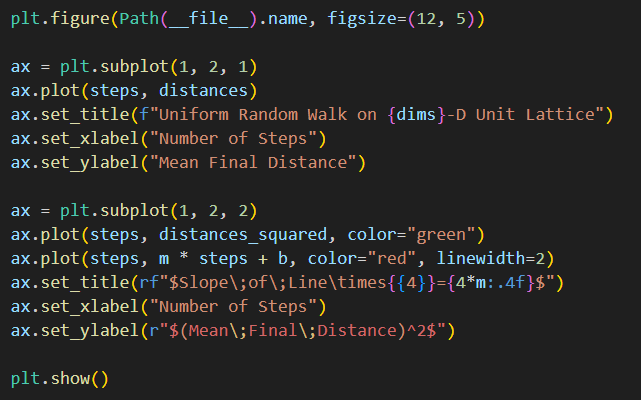 plt.figure(Path(__file__).name, figsize=(12, 5))

ax = plt.subplot(1, 2, 1)
ax.plot(steps, distances)
ax.set_title(f"Uniform Random Walk on {dims}-D Unit Lattice")
ax.set_xlabel("Number of Steps")
ax.set_ylabel("Mean Final Distance")

ax = plt.subplot(1, 2, 2)
ax.plot(steps, distances_squared, color="green")
ax.plot(steps, m * steps + b, color="red", linewidth=2)
ax.set_title(rf"$Slope\;of\;Line\times{{4}}={4*m:.4f}$")
ax.set_xlabel("Number of Steps")
ax.set_ylabel(r"$(Mean\;Final\;Distance)^2$")

plt.show()